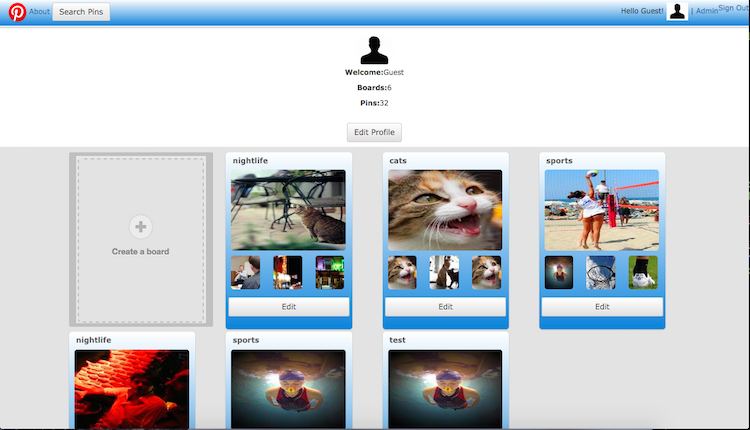 About Search Pins Hello Guest! | Admin Sign Out
Welcome:Guest
Boards:6
Pins:32
Edit Profile
nightlife cats sports
Create a board
Edit Edit Edit
nightlife sports test